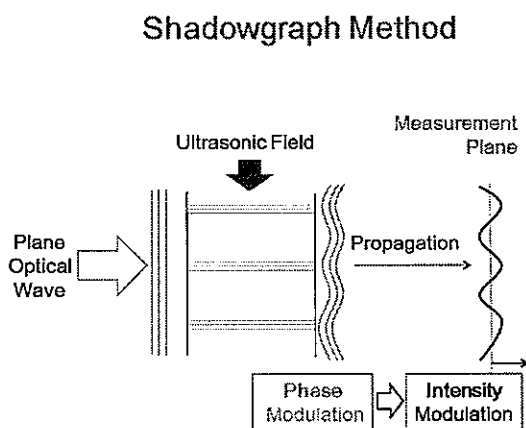 Shadowgraph Method
Measurement
Plane
Ultrasonic Field
Plane
Optical
Wave
Propagation
Phase
Modulation
Intensity
Modulation